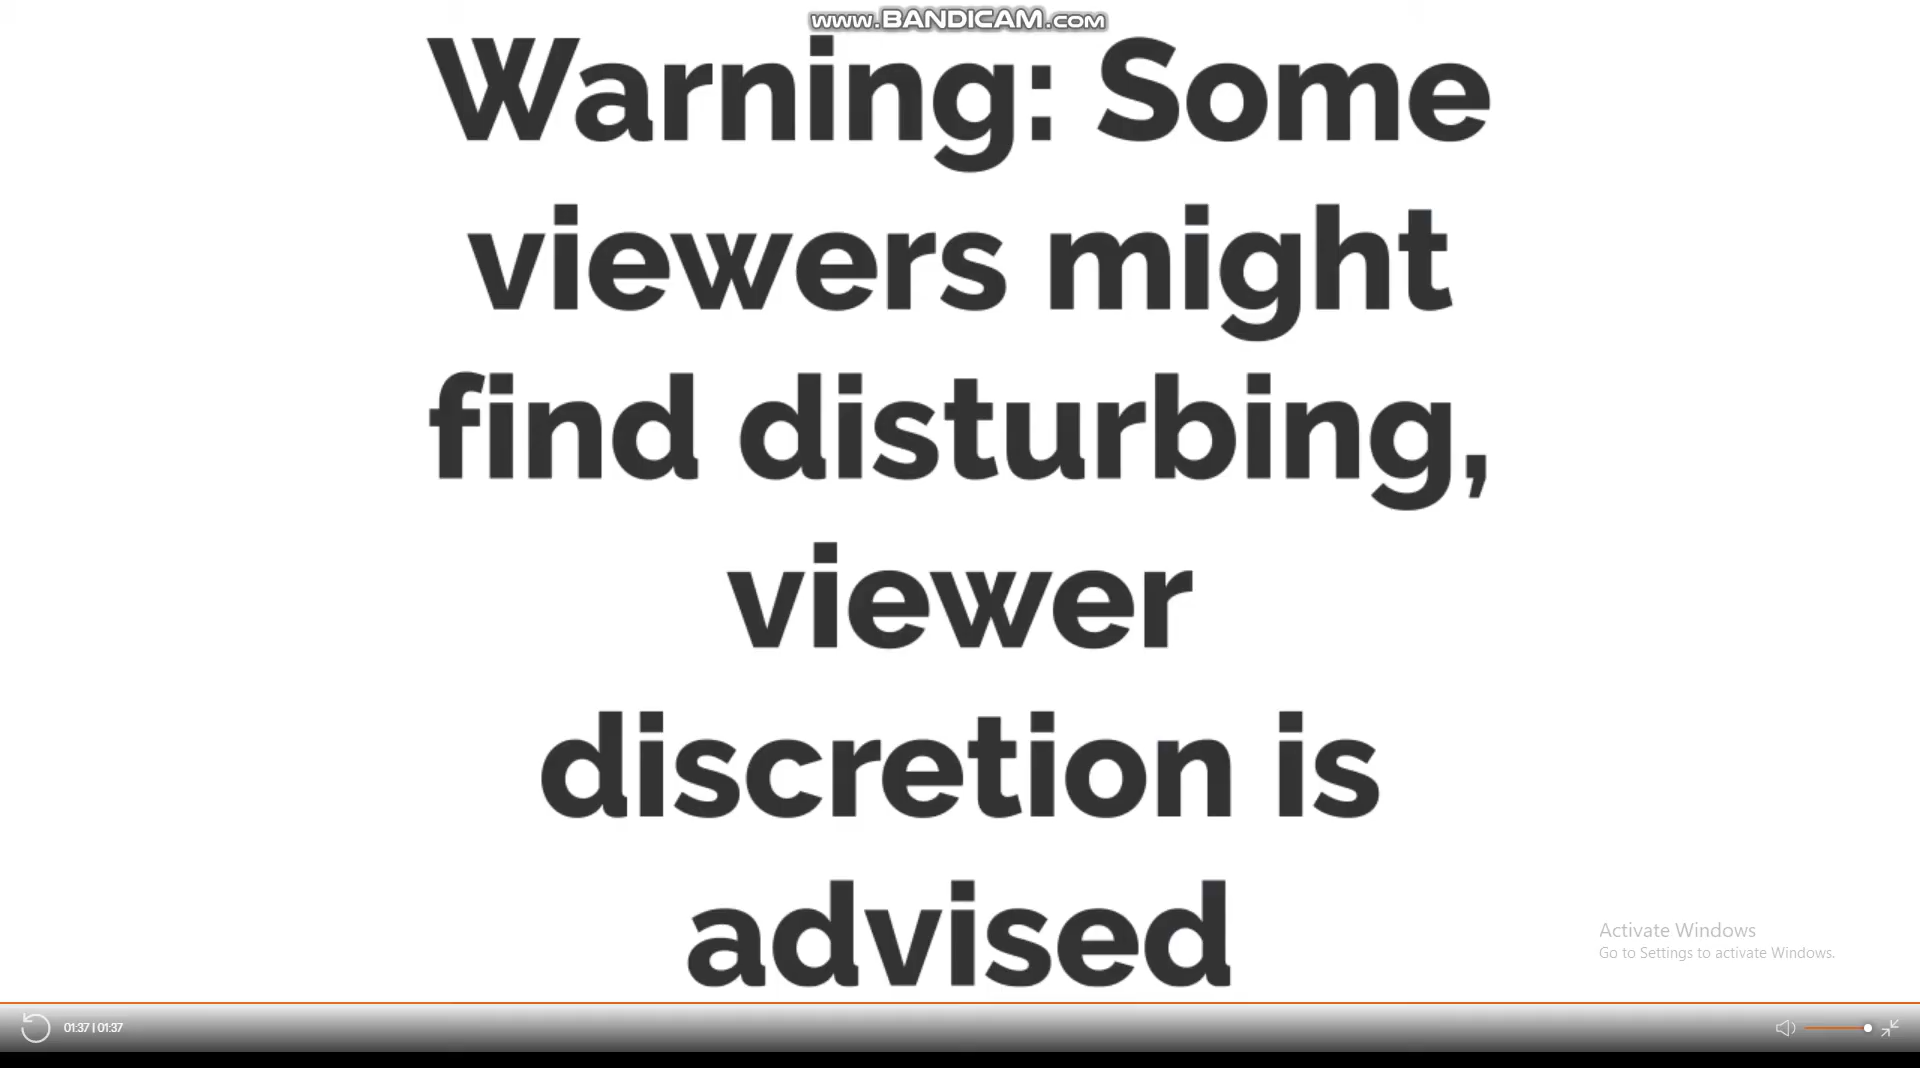 www.BANDICAM.com
Warning: Some
viewers might
find disturbing,
viewer
discretion is
advised
Activate Windows
Go to Settings to activate Windows.
01:37 | 01:37